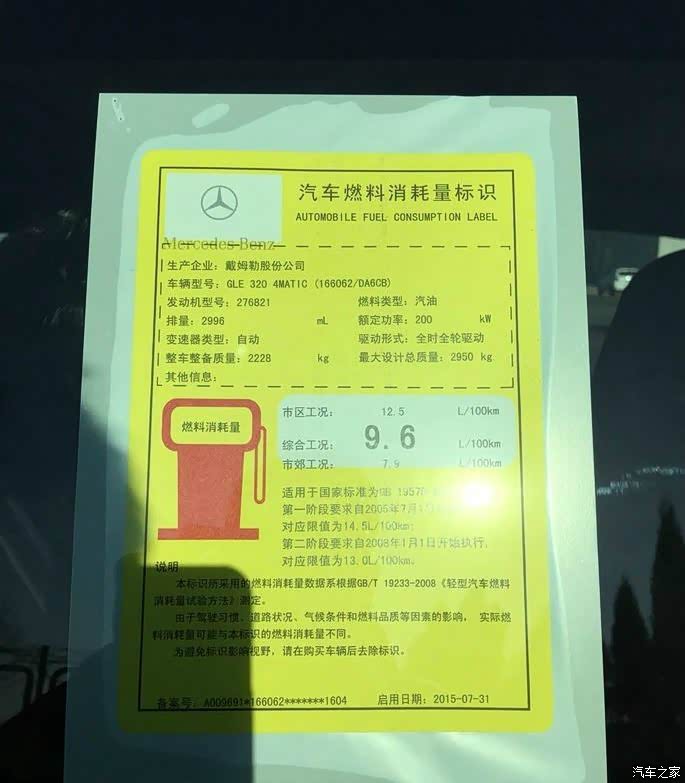 汽车燃料消耗量标识
AUTOMOBILE FUEL CONSUMPTION LABEL
Mercedes-Benz
生产企业：戴姆勒股份公司
车辆型号：GLE 320 4MATIC (166062/DA6CB)
发动机型号：276821 燃料类型：汽油
排量：2996 mL 额定功率：200 kW
变速器类型：自动 驱动形式：全时全轮驱动
整车整备质量：2228 kg 最大设计总质量：2950 kg
其他信息：
燃料消耗量
市区工况： 12.5 L/100km
综合工况： 9.6 L/100km
市郊工况： 7.9 L/100km
适用于国家标准为GB 19578
第一阶段要求自2005年7月1日
对应限值为14.5L/100km;
第二阶段要求自2008年1月1日开始执行,
对应限值为13.0L/100km。
说明
本标识所采用的燃料消耗量数据系根据GB/T 19233-2008《轻型汽车燃料
消耗量试验方法》测定。
由于驾驶习惯、道路状况、气候条件和燃料品质等因素的影响， 实际燃
料消耗量可能与本标识的燃料消耗量不同。
为避免标识影响视野，请在购买车辆后去除标识。
备案号：A009691*166062*******1604 启用日期：2015-07-31
汽车之家